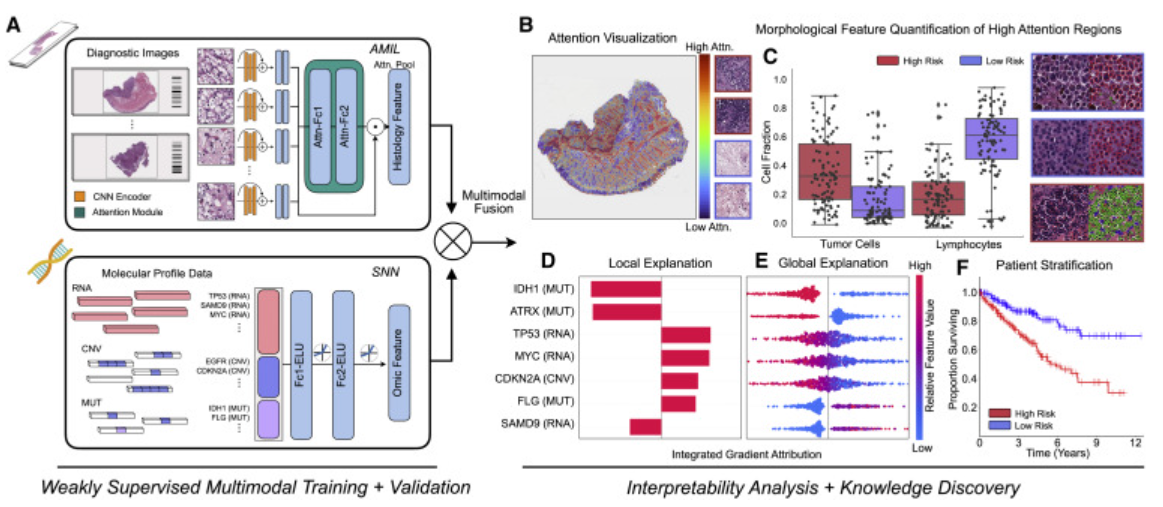 A
Diagnostic Images
AMIL
Attn. Pool
Attn-Fc1
Attn-Fc2
Histology Feature
CNN Encoder
Attention Module
Molecular Profile Data
SNN
RNA
TP53 (RNA)
SAMD9 (RNA)
MYC (RNA)
CNV
EGFR (CNV)
CDKN2A (CNV)
MUT
IDH1 (MUT)
FLG (MUT)
Fc1-ELU
Fc2-ELU
Omic Feature
Multimodal
Fusion
Weakly Supervised Multimodal Training + Validation
B
Attention Visualization
High Attn.
Low Attn.
Morphological Feature Quantification of High Attention Regions
C
High Risk
Low Risk
Cell Fraction
1.0
0.8
0.6
0.4
0.2
0.0
Tumor Cells
Lymphocytes
D
Local Explanation
IDH1 (MUT)
ATRX (MUT)
TP53 (RNA)
MYC (RNA)
CDKN2A (CNV)
FLG (MUT)
SAMD9 (RNA)
E
Global Explanation
High
Relative Feature Value
Low
Integrated Gradient Attribution
F
Patient Stratification
Proportion Surviving
1.0
0.8
0.6
0.4
0.2
High Risk
Low Risk
0 3 6 9 12
Time (Years)
Interpretability Analysis + Knowledge Discovery